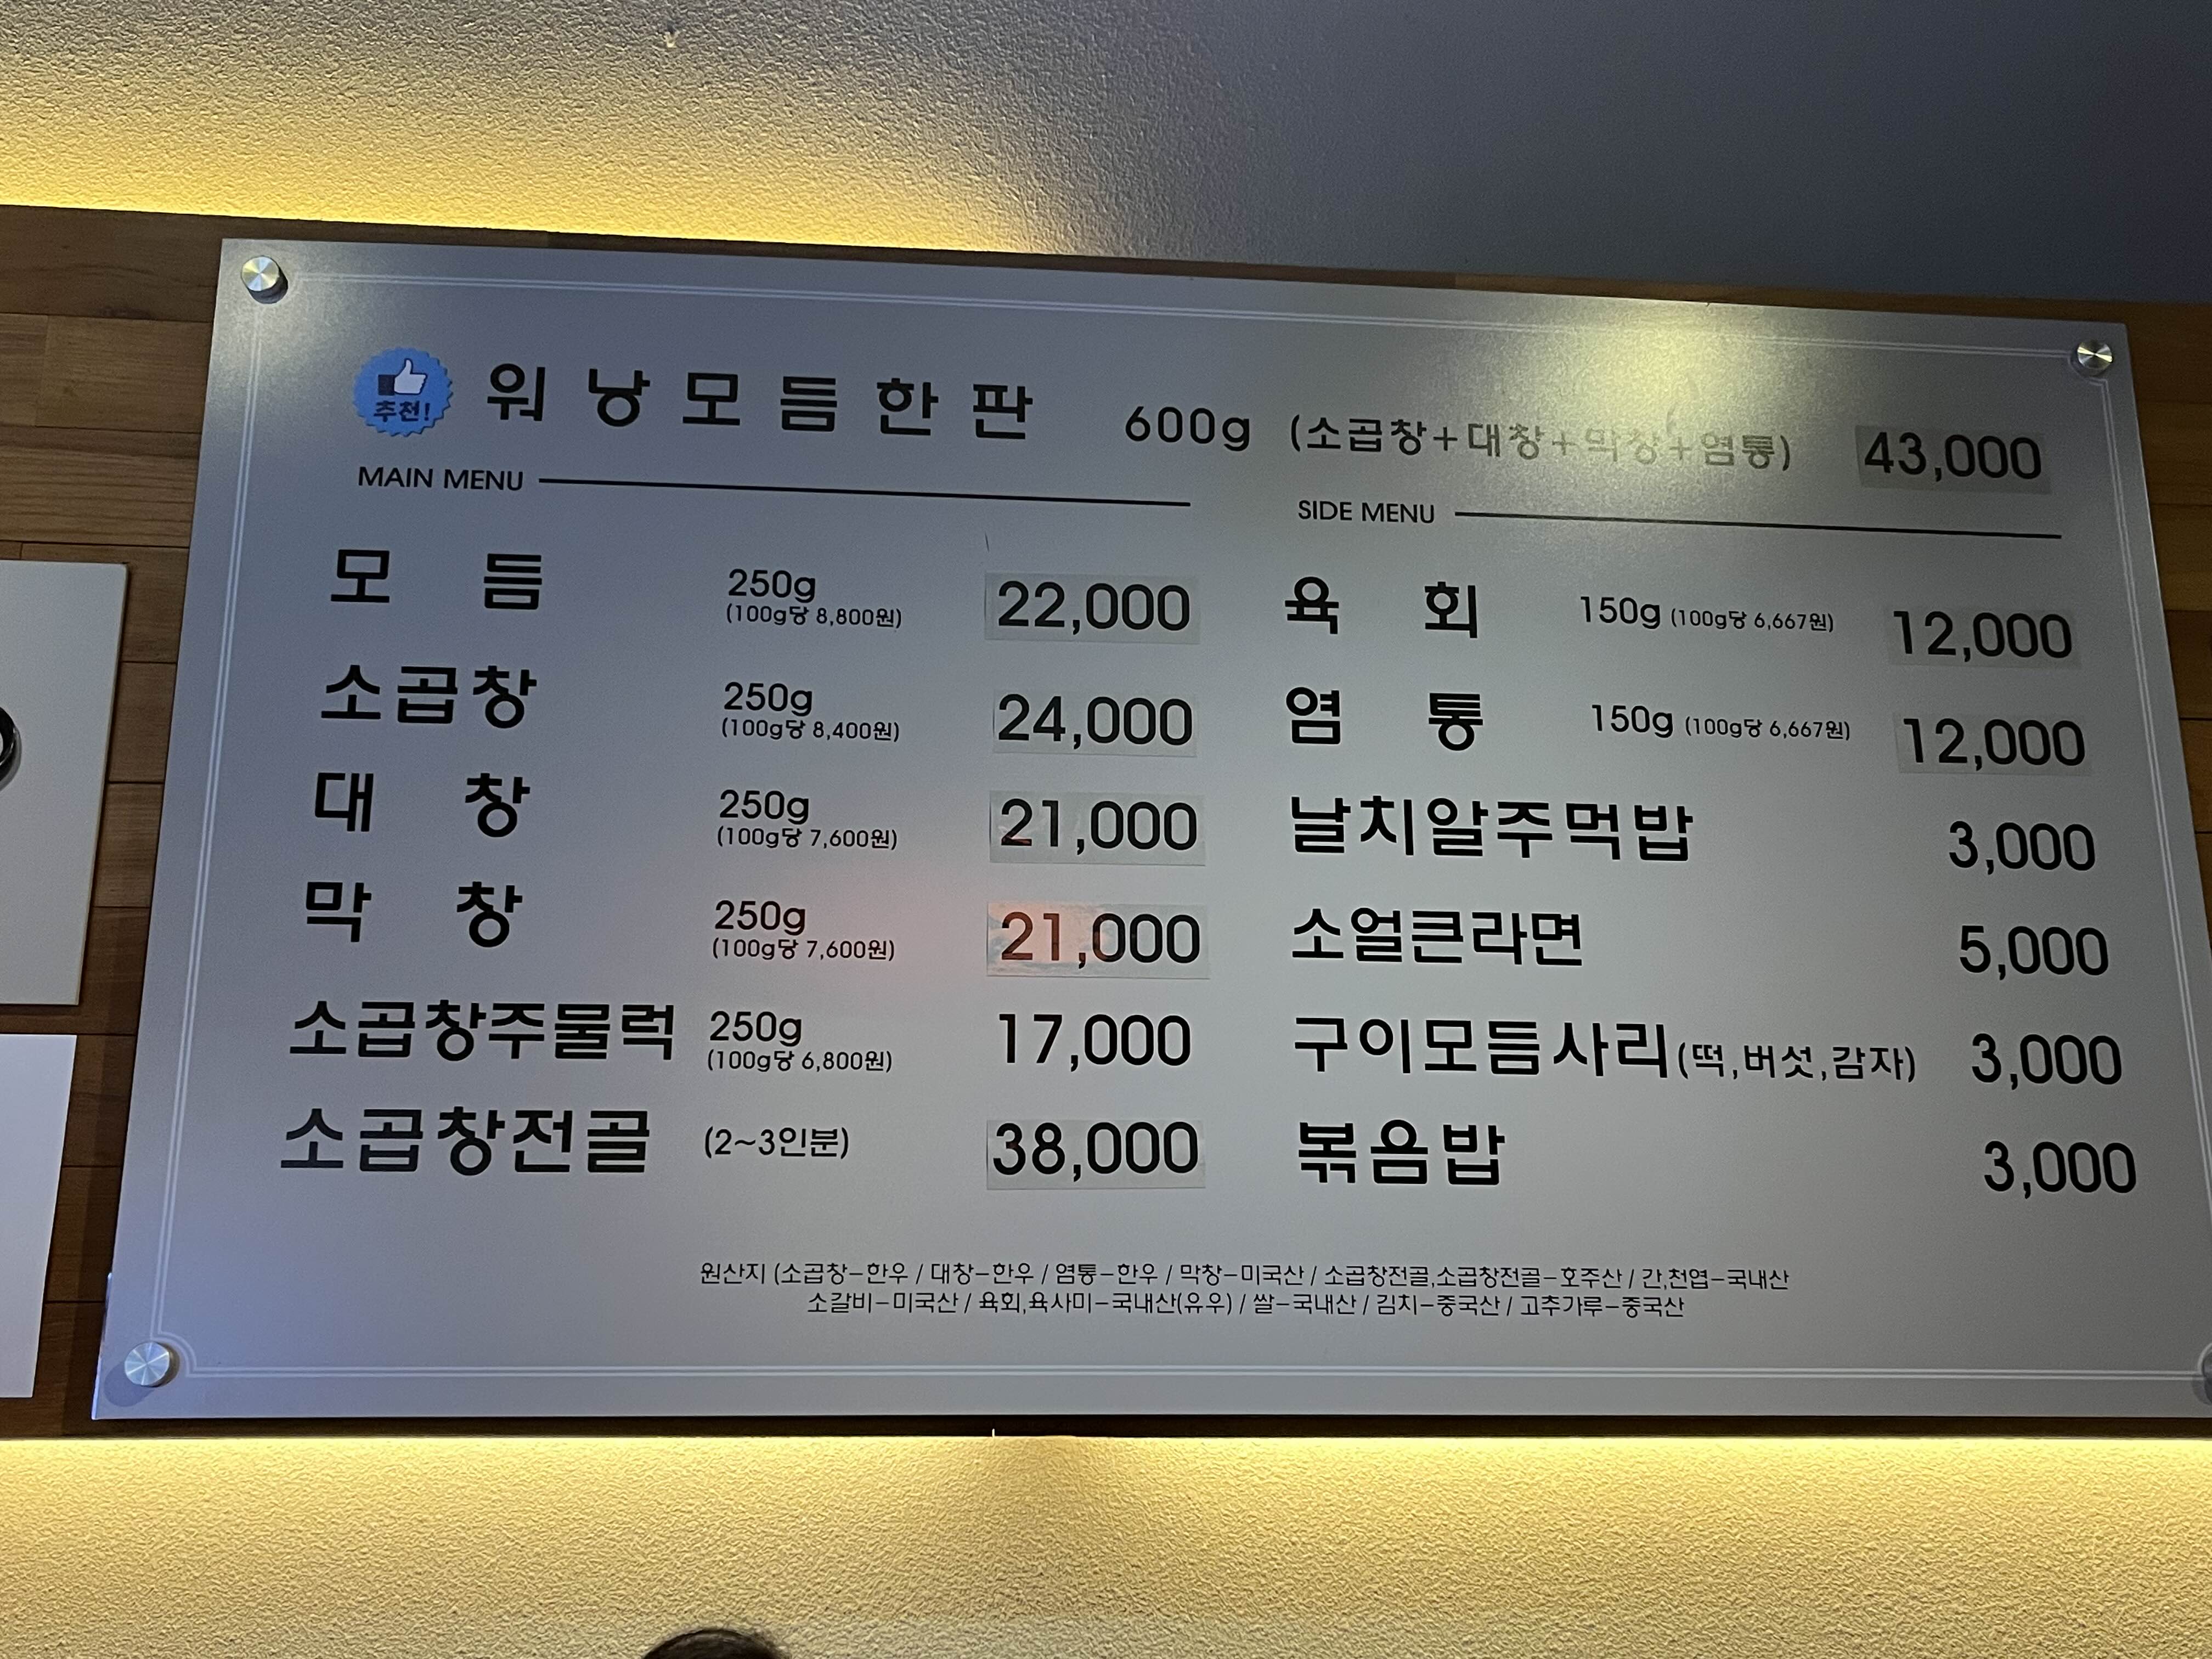 추천! 워낭모듬한판 600g (소곱창+대창+막창+염통) 43,000
MAIN MENU
모듬 250g (100g당 8,800원) 22,000
소곱창 250g (100g당 8,400원) 24,000
대창 250g (100g당 7,600원) 21,000
막창 250g (100g당 7,600원) 21,000
소곱창주물럭 250g (100g당 6,800원) 17,000
소곱창전골 (2~3인분) 38,000
SIDE MENU
육회 150g (100g당 6,667원) 12,000
염통 150g (100g당 6,667원) 12,000
날치알주먹밥 3,000
소얼큰라면 5,000
구이모듬사리(떡,버섯,감자) 3,000
볶음밥 3,000
원산지 (소곱창-한우 / 대창-한우 / 염통-한우 / 막창-미국산 / 소곱창전골,소곱창전골-호주산 / 간,천엽-국내산
소갈비-미국산 / 육회,육사미-국내산(유우) / 쌀-국내산 / 김치-중국산 / 고추가루-중국산